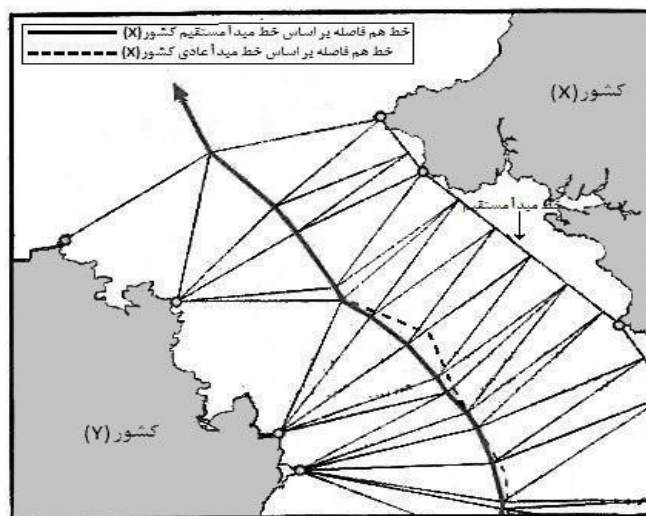 خط هم فاصله بر اساس خط مبدأ مستقیم کشور (X)
خط هم فاصله بر اساس خط مبدأ عادی کشور (X)
کشور (X)
خط مبدأ مستقیم
کشور (Y)